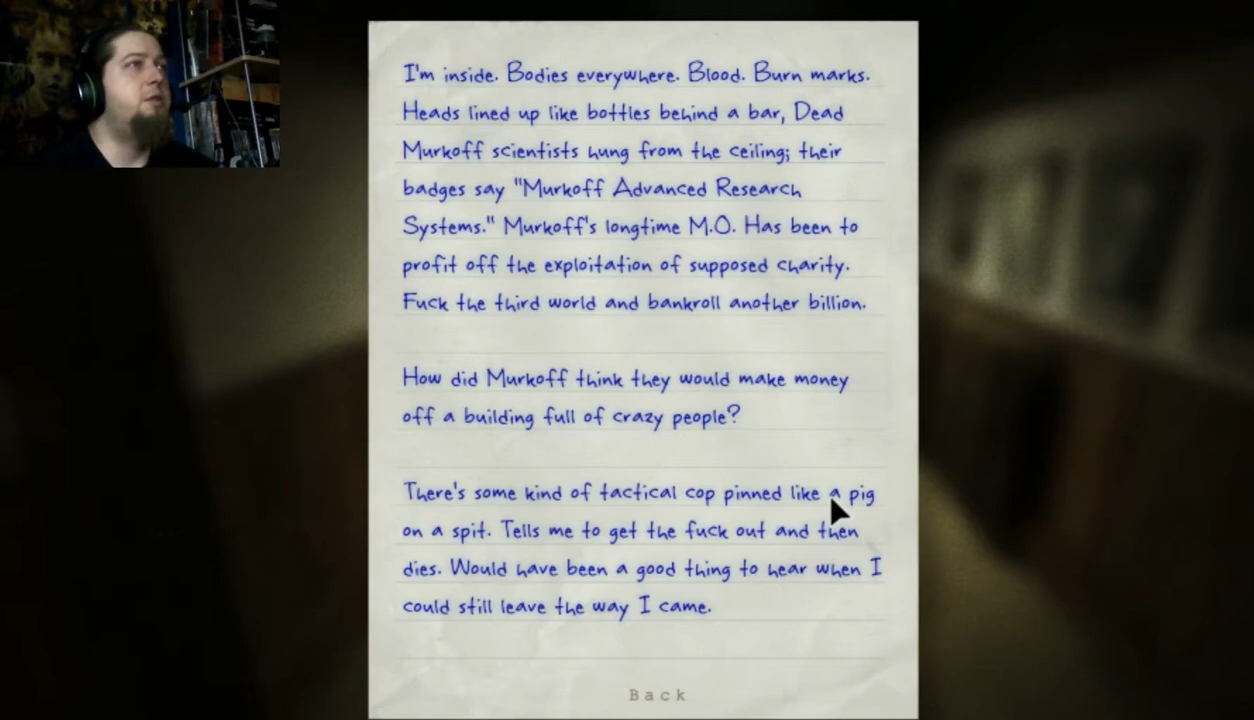 I'm inside. Bodies everywhere. Blood. Burn marks.
Heads lined up like bottles behind a bar, Dead
Murkoff scientists hung from the ceiling; their
badges say "Murkoff Advanced Research
Systems." Murkoff's longtime M.O. Has been to
profit off the exploitation of supposed charity.
Fuck the third world and bankroll another billion.
How did Murkoff think they would make money
off a building full of crazy people?
There's some kind of tactical cop pinned like a pig
on a spit. Tells me to get the fuck out and then
dies. Would have been a good thing to hear when I
could still leave the way I came.
Back